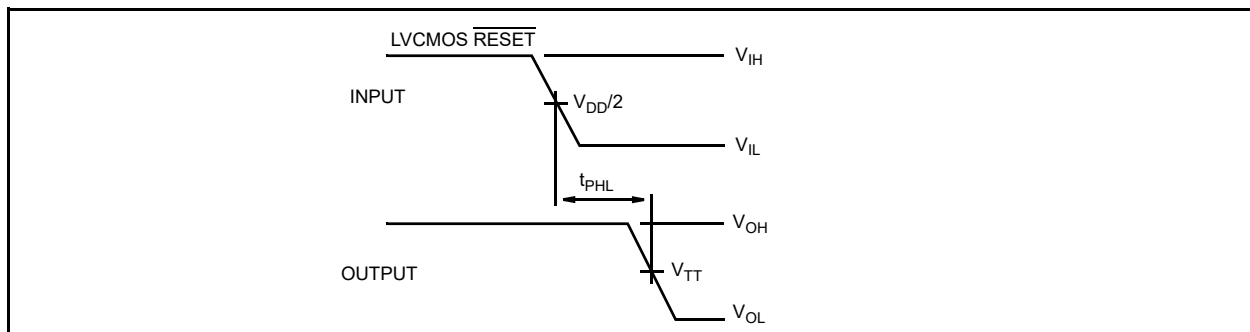 LVCMOS RESET
V_IH
INPUT
V_DD/2
V_IL
t_PHL
V_OH
OUTPUT
V_TT
V_OL